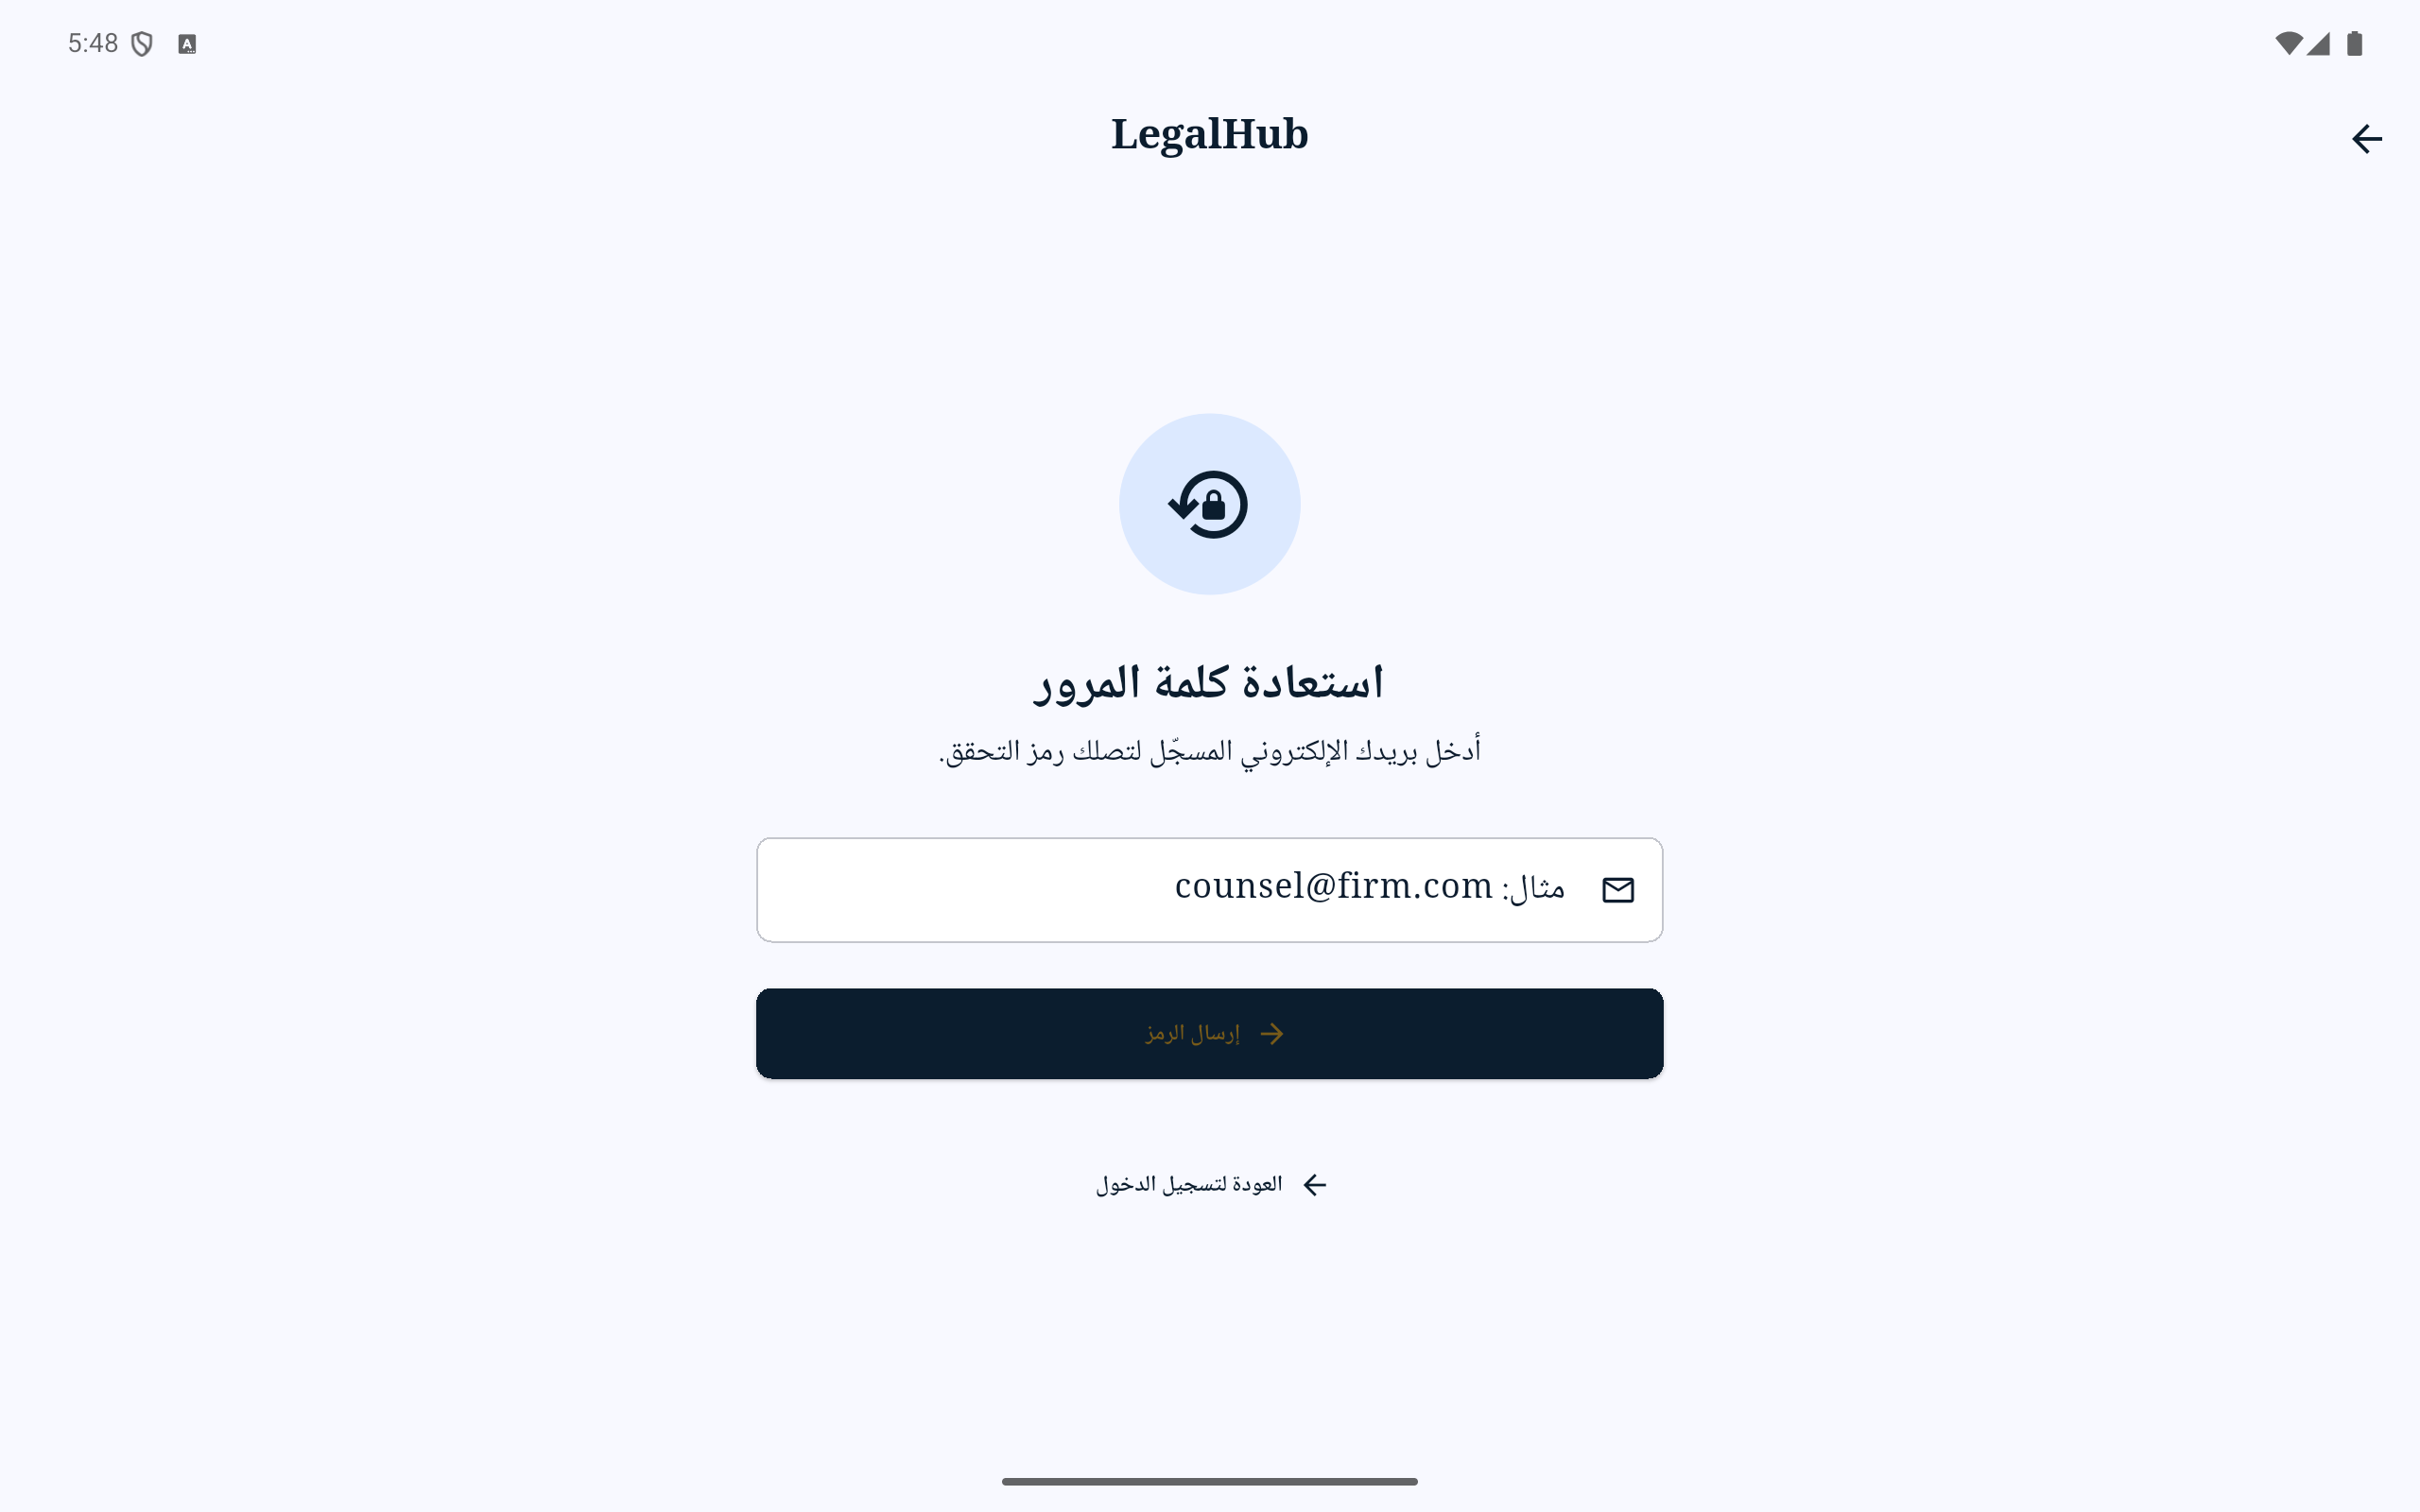 5:48
LegalHub
استعادة كلمة المرور
أدخل بريدك الإلكتروني المسجّل لتصلك رمز التحقق.
مثال: counsel@firm.com
إرسال الرمز
العودة لتسجيل الدخول